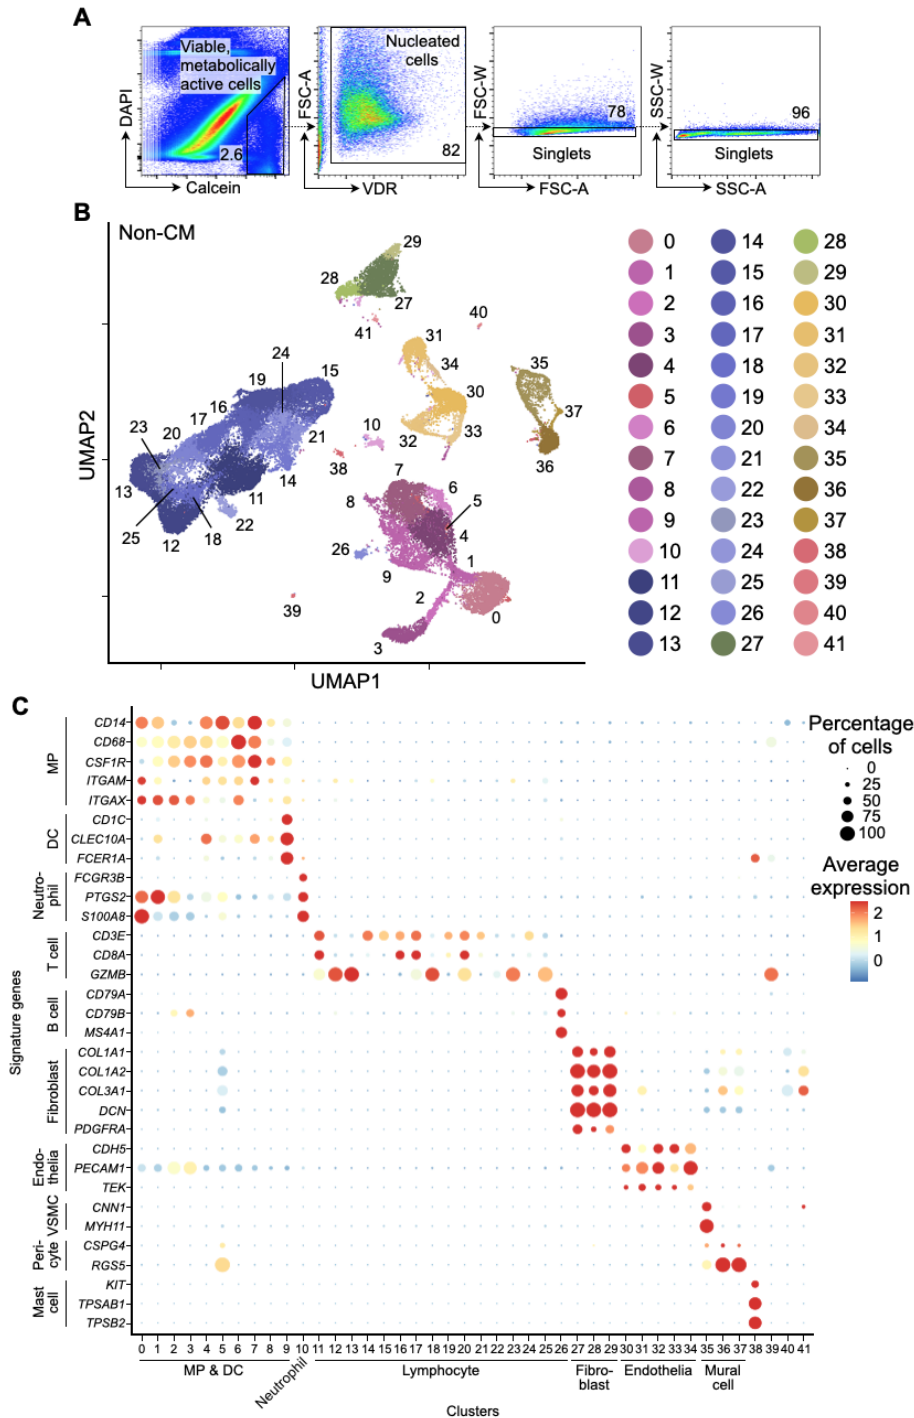 A
DAPI
Viable,
metabolically
active cells
2.6
Calcein
FSC-A
Nucleated
cells
82
VDR
FSC-W
78
Singlets
FSC-A
SSC-W
96
Singlets
SSC-A
B
Non-CM
UMAP2
UMAP1
29
28
27
41
40
31
34
30
32
33
35
37
36
24
15
19
16
17
20
23
13
25
12
18
22
11
14
21
10
38
7
6
8
5
4
26
9
1
2
0
3
39
0 14 28
1 15 29
2 16 30
3 17 31
4 18 32
5 19 33
6 20 34
7 21 35
8 22 36
9 23 37
10 24 38
11 25 39
12 26 40
13 27 41
C
Signature genes
MP
CD14
CD68
CSF1R
ITGAM
ITGAX
DC
CD1C
CLEC10A
FCER1A
Neutro-
phil
FCGR3B
PTGS2
S100A8
T cell
CD3E
CD8A
GZMB
B cell
CD79A
CD79B
MS4A1
Fibroblast
COL1A1
COL1A2
COL3A1
DCN
PDGFRA
Endo-
thelia
CDH5
PECAM1
TEK
VSMC
CNN1
MYH11
Peri-
cyte
CSPG4
RGS5
Mast
cell
KIT
TPSAB1
TPSB2
0 1 2 3 4 5 6 7 8 9 10 11 12 13 14 15 16 17 18 19 20 21 22 23 24 25 26 27 28 29 30 31 32 33 34 35 36 37 38 39 40 41
MP & DC
Neutrophil
Lymphocyte
Fibro-
blast
Endothelia
Mural
cell
Clusters
Percentage
of cells
0
25
50
75
100
Average
expression
2
1
0